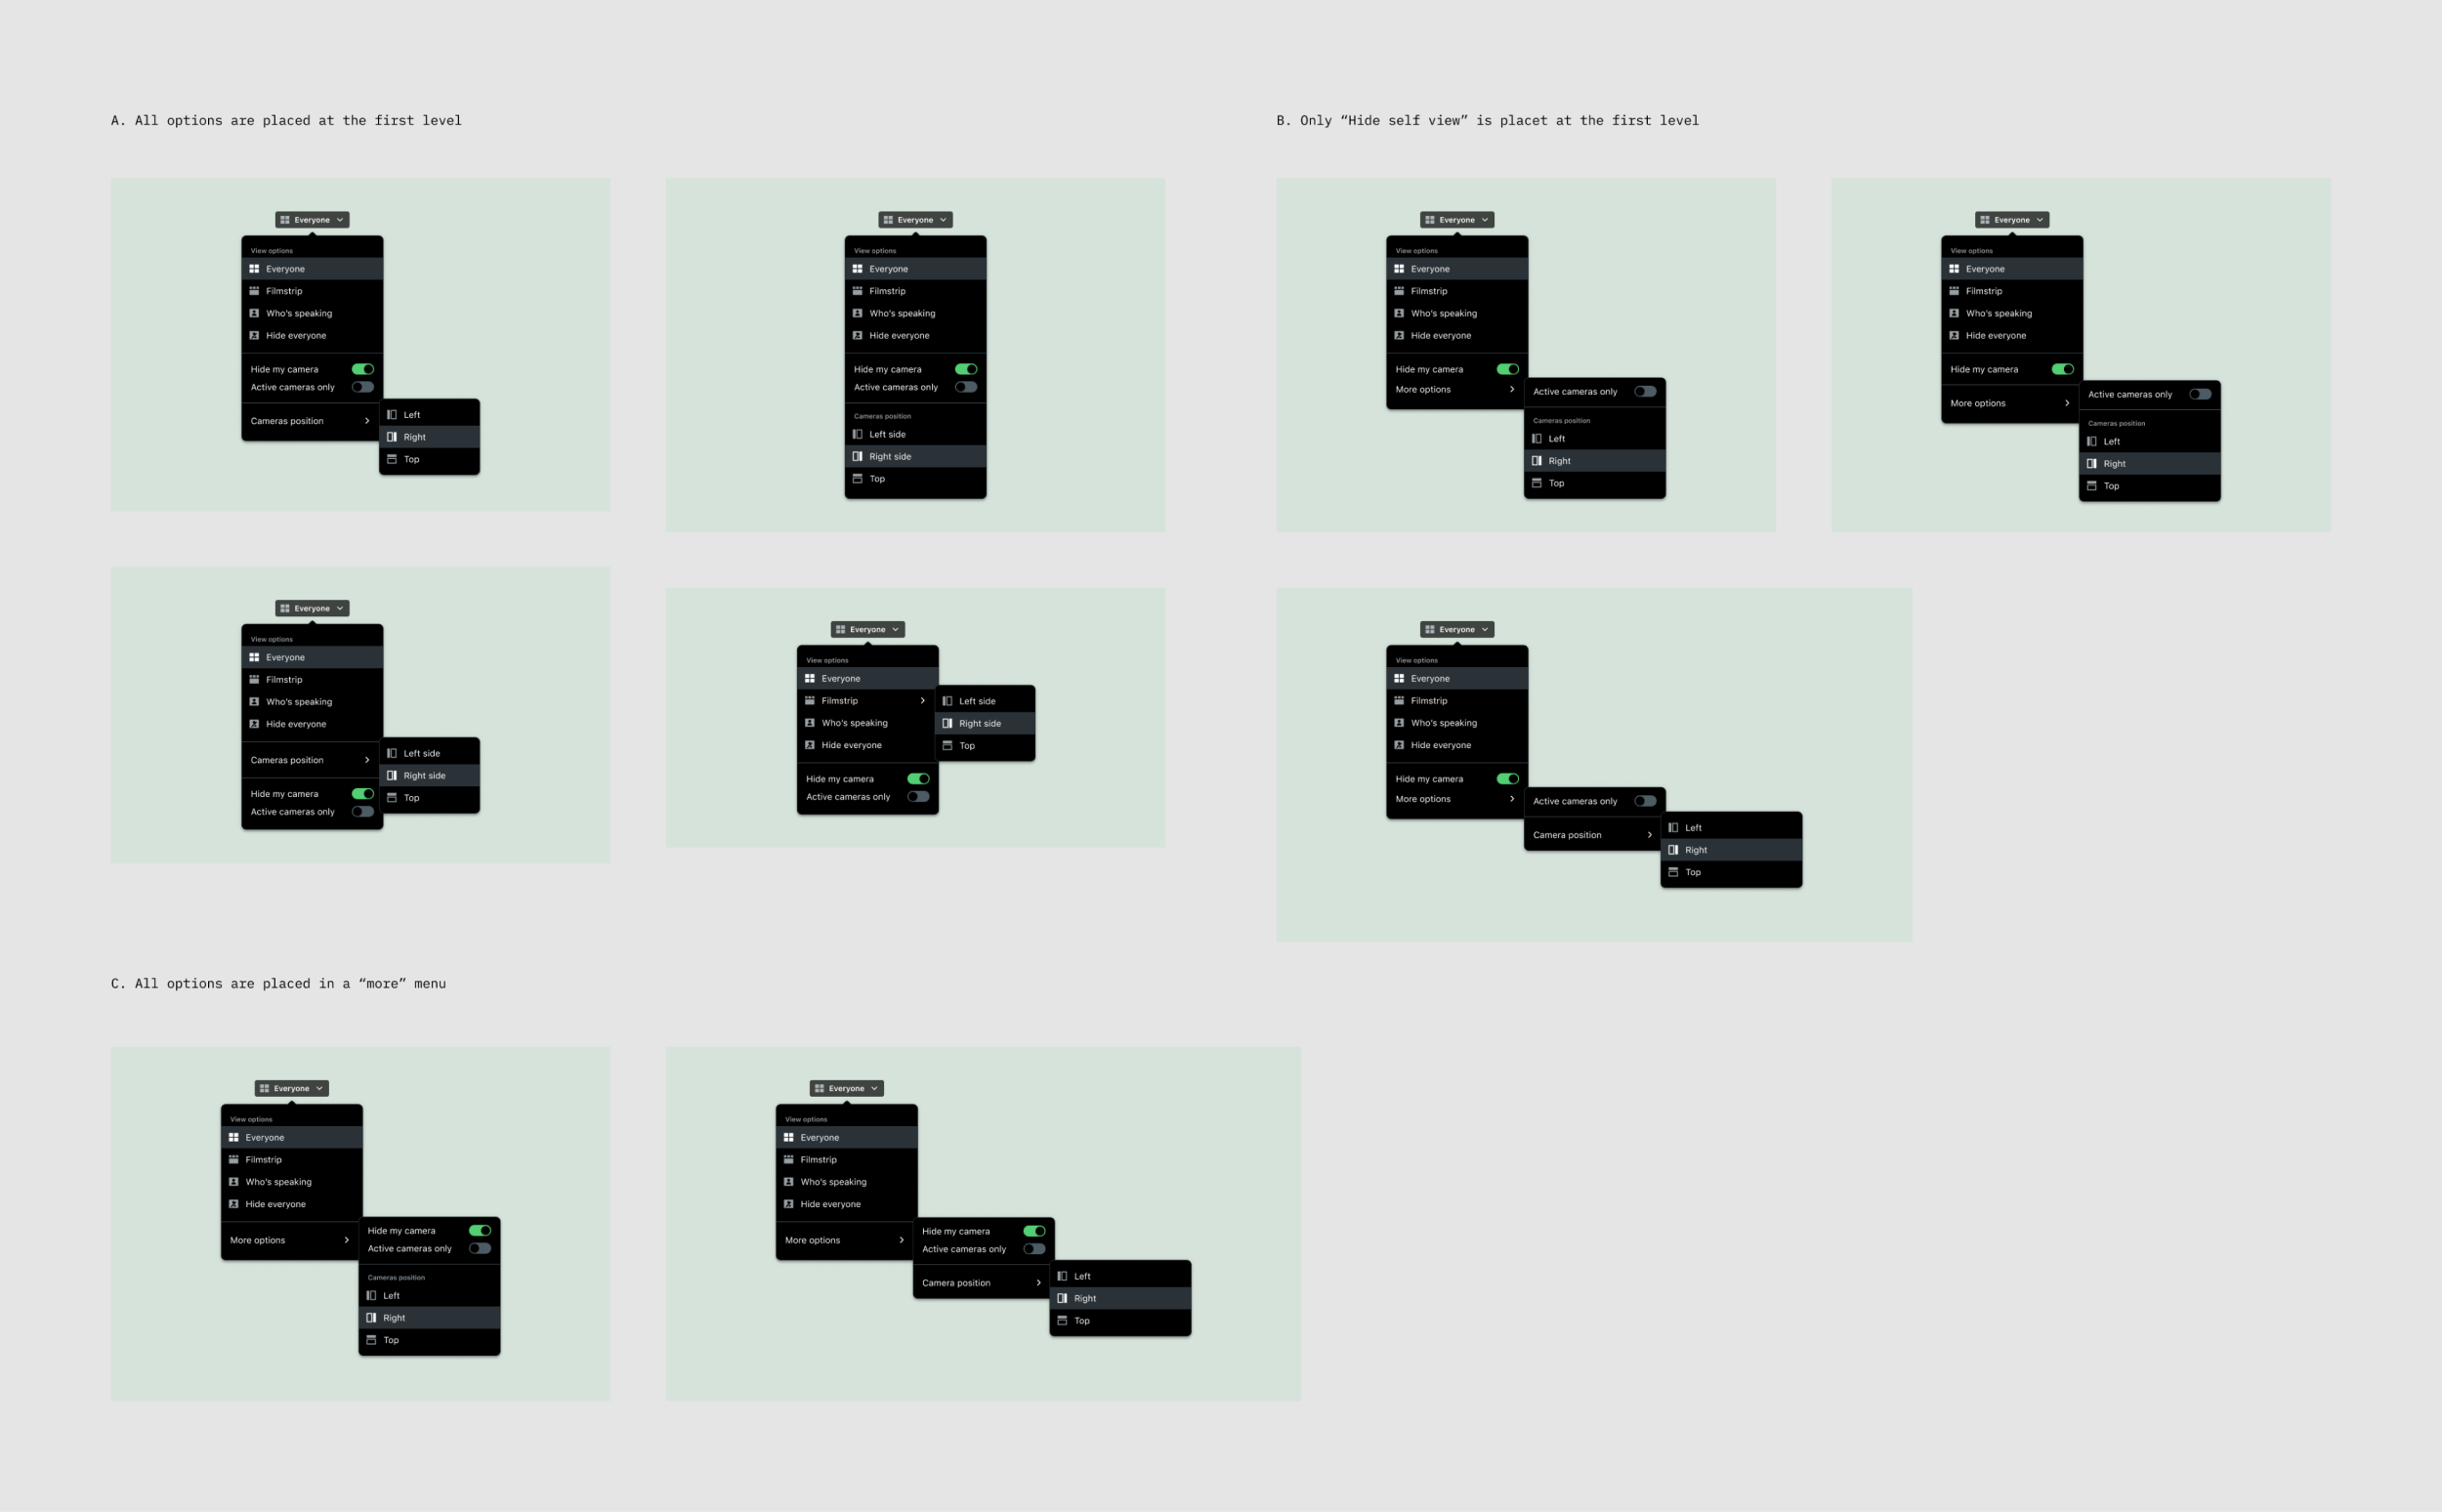 A. All options are placed at the first level
Everyone
View options
Everyone
Filmstrip
Who's speaking
Hide everyone
Hide my camera
Active cameras only
Cameras position
Left
Right
Top
Everyone
View options
Everyone
Filmstrip
Who's speaking
Hide everyone
Hide my camera
Active cameras only
Cameras position
Left side
Right side
Top
Everyone
View options
Everyone
Filmstrip
Who's speaking
Hide everyone
Cameras position
Hide my camera
Active cameras only
Left side
Right side
Top
Everyone
View options
Everyone
Filmstrip
Who's speaking
Hide everyone
Left side
Right side
Top
Hide my camera
Active cameras only
B. Only “Hide self view” is placet at the first level
Everyone
View options
Everyone
Filmstrip
Who's speaking
Hide everyone
Hide my camera
More options
Active cameras only
Cameras position
Left
Right
Top
Everyone
View options
Everyone
Filmstrip
Who's speaking
Hide everyone
Hide my camera
More options
Active cameras only
Cameras position
Left
Right
Top
Everyone
View options
Everyone
Filmstrip
Who's speaking
Hide everyone
Hide my camera
More options
Active cameras only
Camera position
Left
Right
Top
C. All options are placed in a “more” menu
Everyone
View options
Everyone
Filmstrip
Who's speaking
Hide everyone
More options
Hide my camera
Active cameras only
Cameras position
Left
Right
Top
Everyone
View options
Everyone
Filmstrip
Who's speaking
Hide everyone
More options
Hide my camera
Active cameras only
Camera position
Left
Right
Top